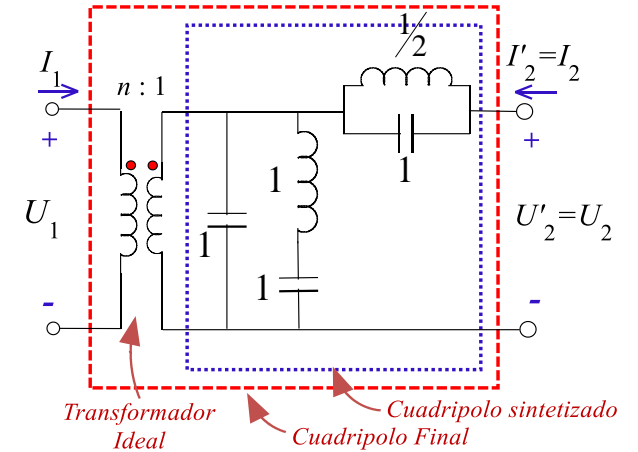 1/2
I₁
n : 1
I′₂=I₂
+
+
1
1
U₁
U′₂=U₂
1
1
-
-
Transformador
Ideal
Cuadripolo sintetizado
Cuadripolo Final